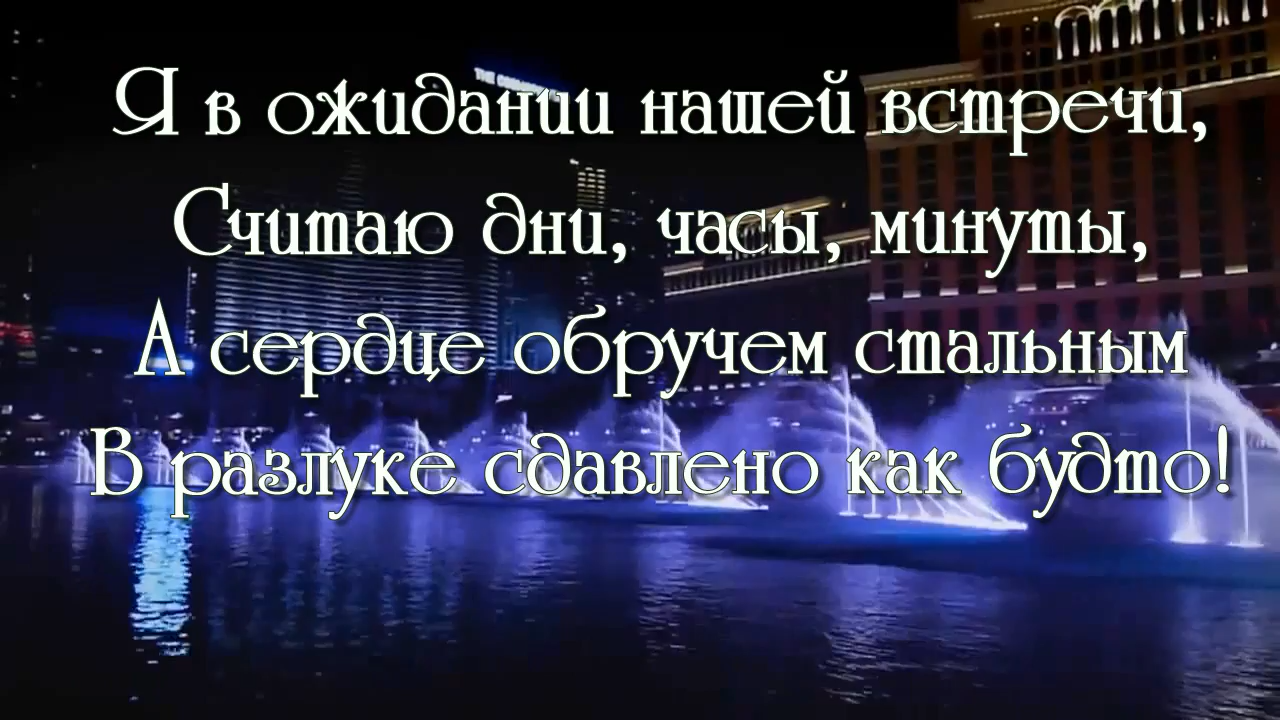 Я в ожидании нашей встречи,
Считаю дни, часы, минуты,
А сердце обручем стальным
В разлуке сдавлено как будто!